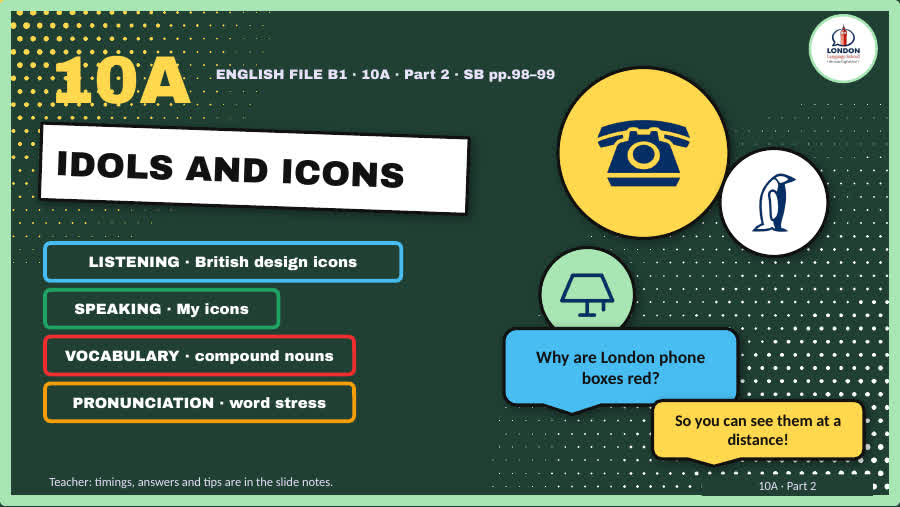 10A
ENGLISH FILE B1 · 10A · Part 2 · SB pp.98–99
LONDON
Language School
IDOLS AND ICONS
LISTENING · British design icons
SPEAKING · My icons
VOCABULARY · compound nouns
PRONUNCIATION · word stress
Why are London phone
boxes red?
So you can see them at a
distance!
Teacher: timings, answers and tips are in the slide notes.
10A · Part 2